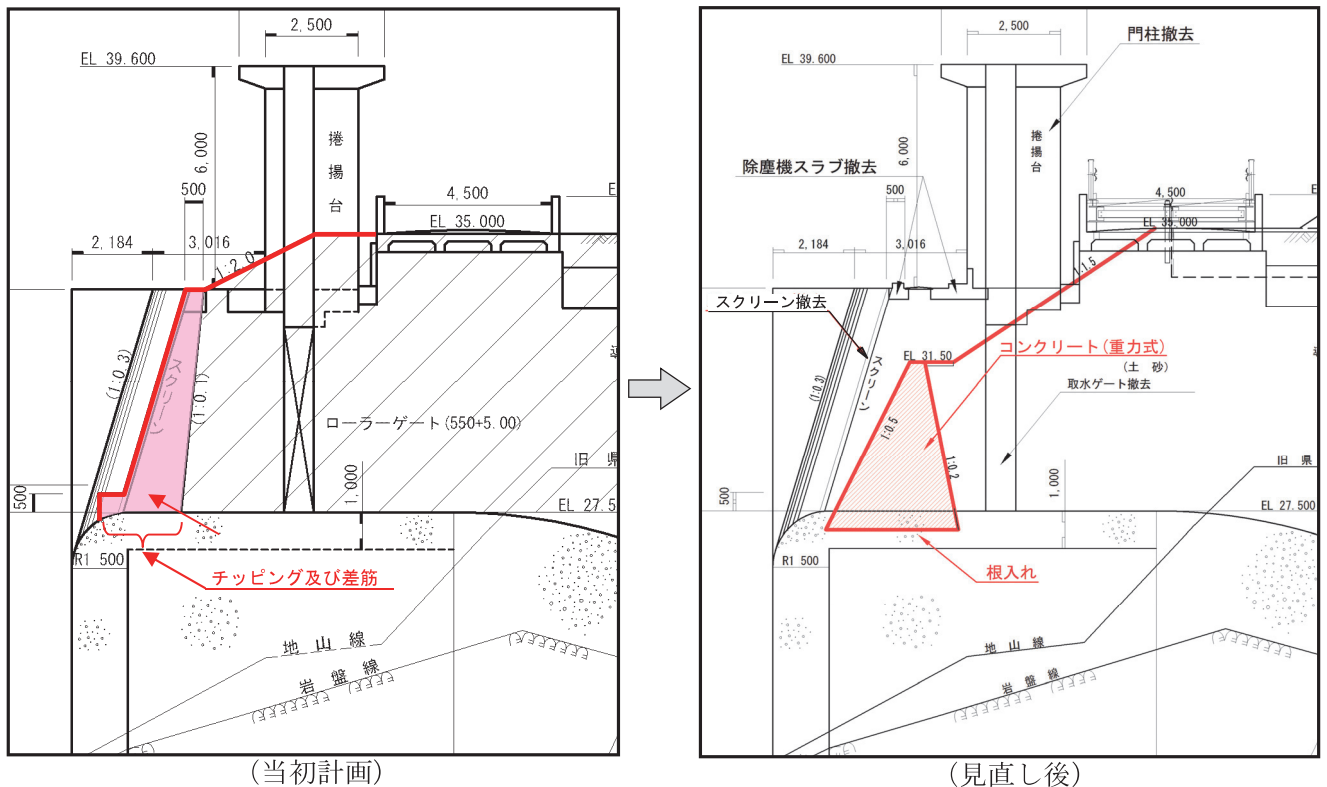 2,500
EL 39.600
6,000
捲揚台
500
4,500
EL 35.000
E
2,184
3,016
1:2.0
(1:0.3)
スクリーン
(1:0.1)
ローラーゲート(550+5.00)
旧 県
1,000
500
EL 27.5
R1 500
チッピング及び差筋
地山線
岩盤線
(当初計画)
2,500
門柱撤去
EL 39.600
6,000
捲揚台
除塵機スラブ撤去
500
4,500
EL 35.000
E
2,184
3,016
1:1.5
スクリーン撤去
EL 31.50
コンクリート(重力式)
(土 砂)
取水ゲート撤去
(1:0.3)
スクリーン
1:0.5
1:0.2
旧 県
1,000
500
EL 27.500
R1 500
根入れ
地山線
岩盤線
(見直し後)